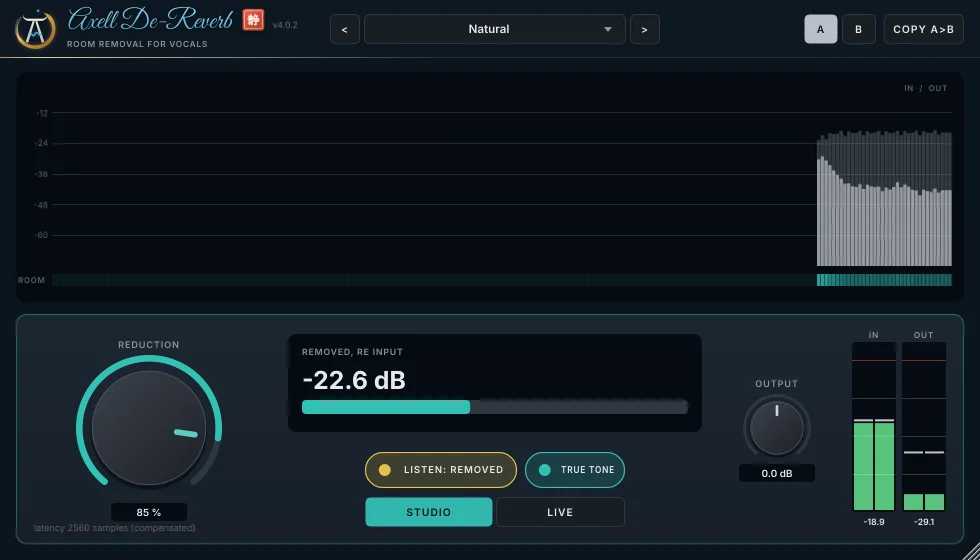 Axell De-Reverb 静 v4.0.2
ROOM REMOVAL FOR VOCALS
< Natural >
A B COPY A>B
IN / OUT
-12
-24
-36
-48
-60
ROOM
REDUCTION
85 %
latency 2560 samples (compensated)
REMOVED, RE INPUT
-22.6 dB
LISTEN: REMOVED TRUE TONE
STUDIO LIVE
OUTPUT
0.0 dB
IN OUT
-18.9 -29.1